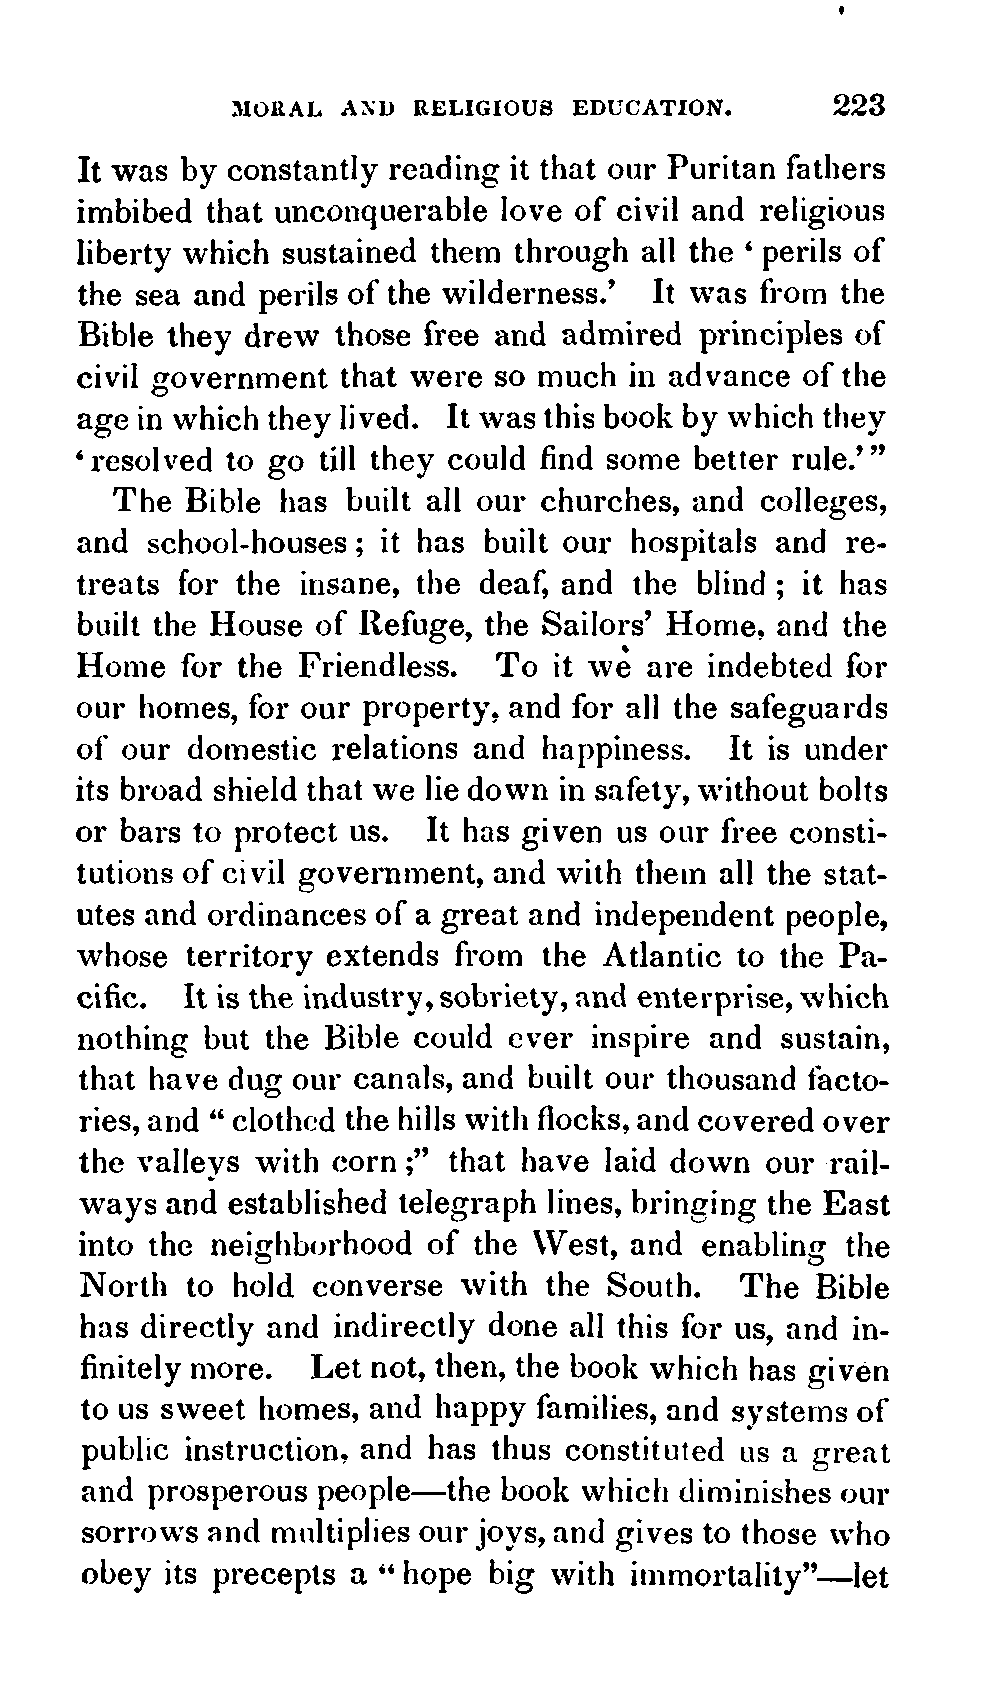 MORAL AND RELIGIOUS EDUCATION. 223
It was by constantly reading it that our Puritan fathers
imbibed that unconquerable love of civil and religious
liberty which sustained them through all the ‘ perils of
the sea and perils of the wilderness.’ It was from the
Bible they drew those free and admired principles of
civil government that were so much in advance of the
age in which they lived. It was this book by which they
‘ resolved to go till they could find some better rule.’ ”
The Bible has built all our churches, and colleges,
and school-houses ; it has built our hospitals and re-
treats for the insane, the deaf, and the blind ; it has
built the House of Refuge, the Sailors’ Home, and the
Home for the Friendless. To it we are indebted for
our homes, for our property, and for all the safeguards
of our domestic relations and happiness. It is under
its broad shield that we lie down in safety, without bolts
or bars to protect us. It has given us our free consti-
tutions of civil government, and with them all the stat-
utes and ordinances of a great and independent people,
whose territory extends from the Atlantic to the Pa-
cific. It is the industry, sobriety, and enterprise, which
nothing but the Bible could ever inspire and sustain,
that have dug our canals, and built our thousand facto-
ries, and “ clothed the hills with flocks, and covered over
the valleys with corn ;” that have laid down our rail-
ways and established telegraph lines, bringing the East
into the neighborhood of the West, and enabling the
North to hold converse with the South. The Bible
has directly and indirectly done all this for us, and in-
finitely more. Let not, then, the book which has given
to us sweet homes, and happy families, and systems of
public instruction, and has thus constituted us a great
and prosperous people—the book which diminishes our
sorrows and multiplies our joys, and gives to those who
obey its precepts a “ hope big with immortality”—let